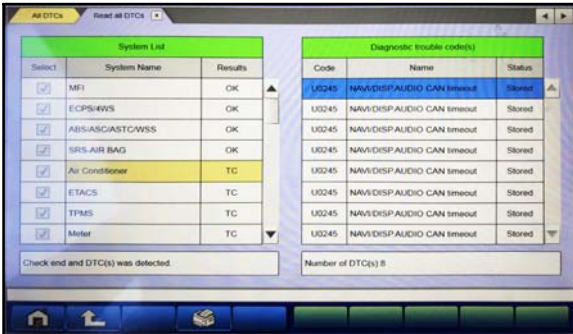 All DTCs Read all DTCs
System List
Select System Name Results
MFI OK
ECPS/4WS OK
ABS/ASC/ASTC/WSS OK
SRS-AIR BAG OK
Air Conditioner TC
ETACS TC
TPMS TC
Meter TC
Check end and DTC(s) was detected.
Diagnostic trouble code(s)
Code Name Status
U0245 NAVI/DISP.AUDIO CAN timeout Stored
U0245 NAVI/DISP.AUDIO CAN timeout Stored
U0245 NAVI/DISP.AUDIO CAN timeout Stored
U0245 NAVI/DISP.AUDIO CAN timeout Stored
U0245 NAVI/DISP.AUDIO CAN timeout Stored
U0245 NAVI/DISP.AUDIO CAN timeout Stored
U0245 NAVI/DISP.AUDIO CAN timeout Stored
U0245 NAVI/DISP.AUDIO CAN timeout Stored
Number of DTC(s) 8